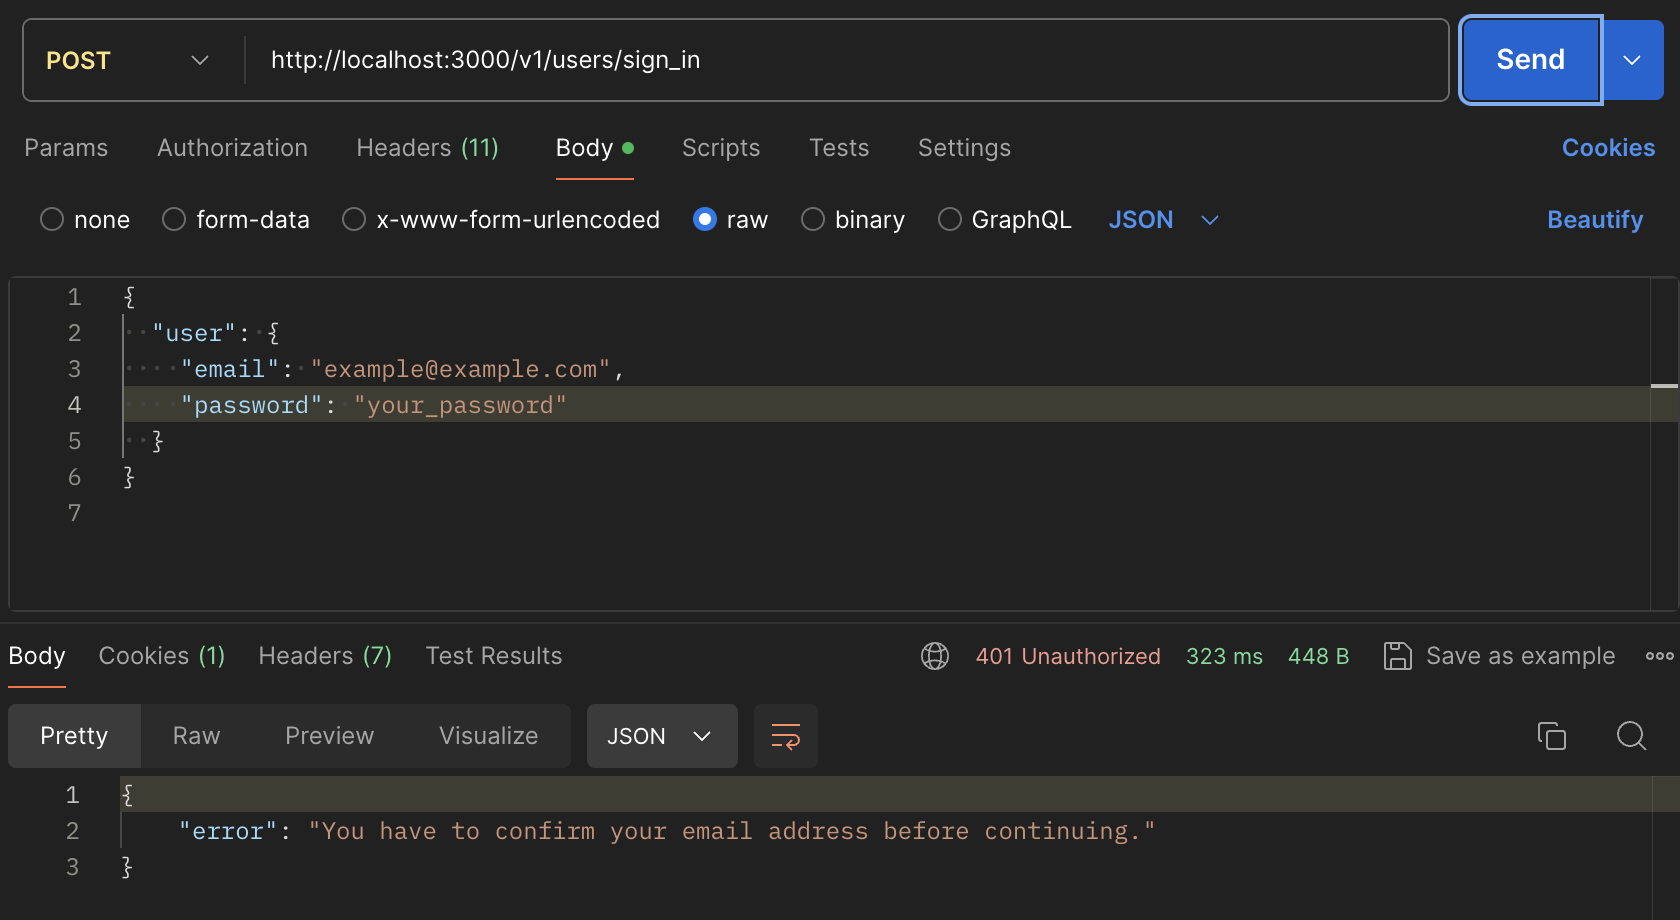 POST http://localhost:3000/v1/users/sign_in Send
Params Authorization Headers (11) Body Scripts Tests Settings Cookies
none form-data x-www-form-urlencoded raw binary GraphQL JSON Beautify
1 {
2 "user": {
3 "email": "example@example.com",
4 "password": "your_password"
5 }
6 }
7
Body Cookies (1) Headers (7) Test Results 401 Unauthorized 323 ms 448 B Save as example
Pretty Raw Preview Visualize JSON
1 {
2 "error": "You have to confirm your email address before continuing."
3 }